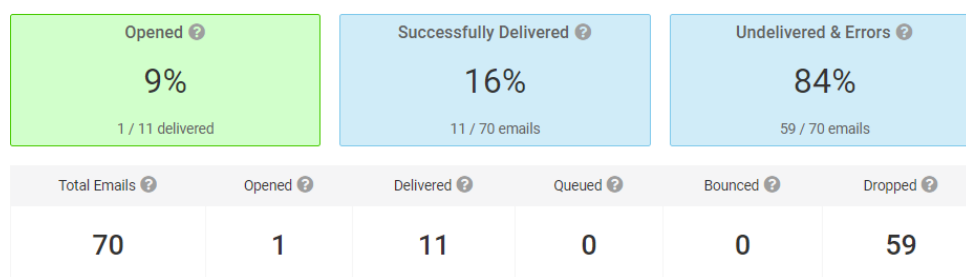 Opened ? Successfully Delivered ? Undelivered & Errors ?
9% 16% 84%
1 / 11 delivered 11 / 70 emails 59 / 70 emails
Total Emails ? Opened ? Delivered ? Queued ? Bounced ? Dropped ?
70 1 11 0 0 59